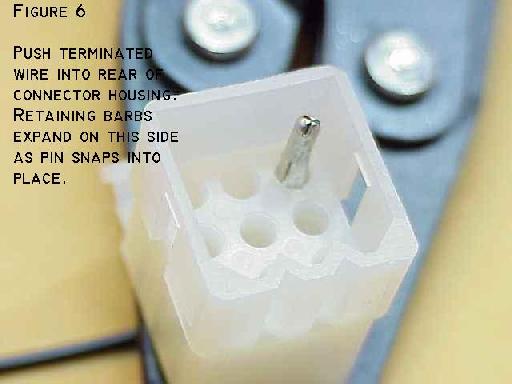 Figure 6
Push terminated
wire into rear of
connector housing.
Retaining barbs
expand on this side
as pin snaps into
place.